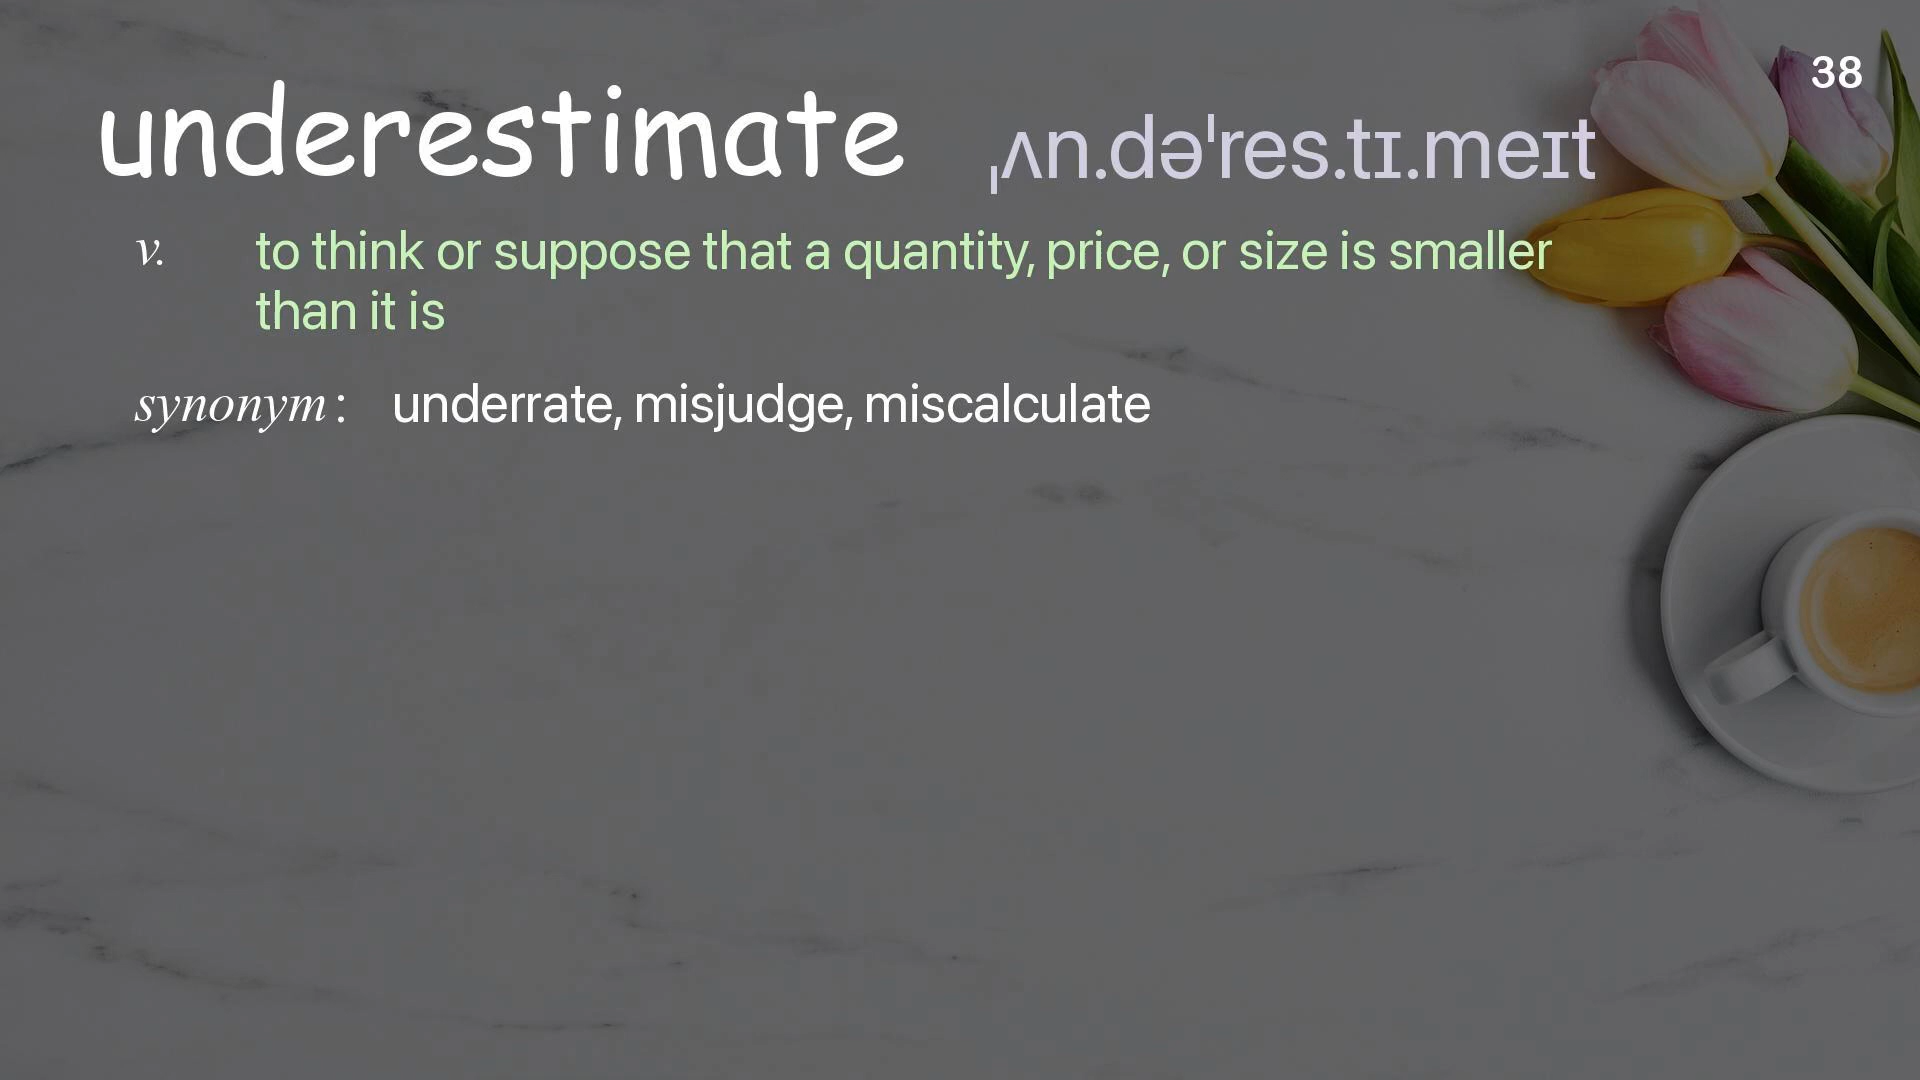 38
underestimate ˌʌn.dəˈres.tɪ.meɪt
v. to think or suppose that a quantity, price, or size is smaller
than it is
synonym : underrate, misjudge, miscalculate